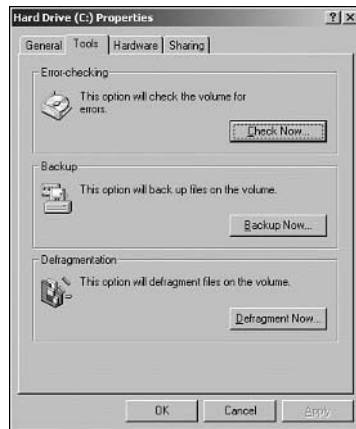 Hard Drive (C:) Properties
General Tools Hardware Sharing
Error-checking
This option will check the volume for
errors.
Check Now...
Backup
This option will back up files on the volume.
Backup Now...
Defragmentation
This option will defragment files on the volume.
Defragment Now...
OK Cancel Apply